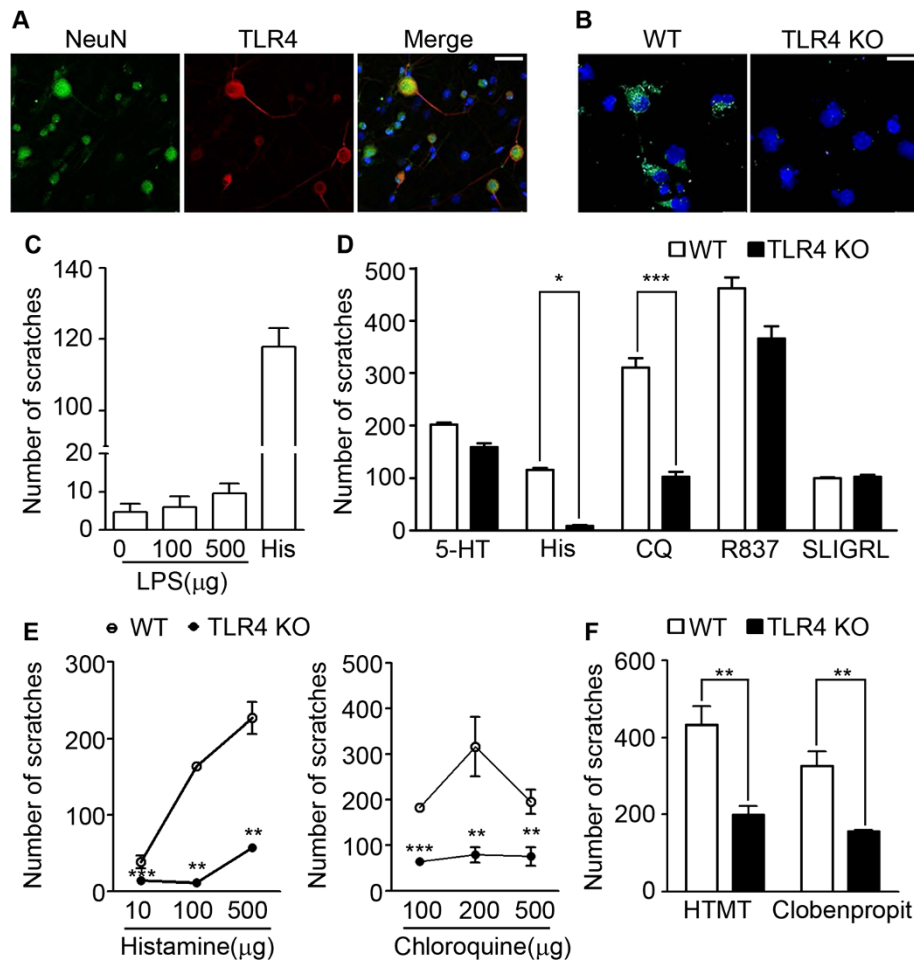 A
NeuN TLR4 Merge
B
WT TLR4 KO
C
Number of scratches
140
120
100
20
10
0
0 100 500 His
LPS(μg)
D
WT TLR4 KO
Number of scratches
500
400
300
200
100
0
* ***
5-HT His CQ R837 SLIGRL
E
WT TLR4 KO
Number of scratches
300
200
100
0
*** ** **
10 100 500
Histamine(μg)
Number of scratches
500
400
300
200
100
0
*** ** **
100 200 500
Chloroquine(μg)
F
WT TLR4 KO
Number of scratches
600
400
200
0
** **
HTMT Clobenpropit